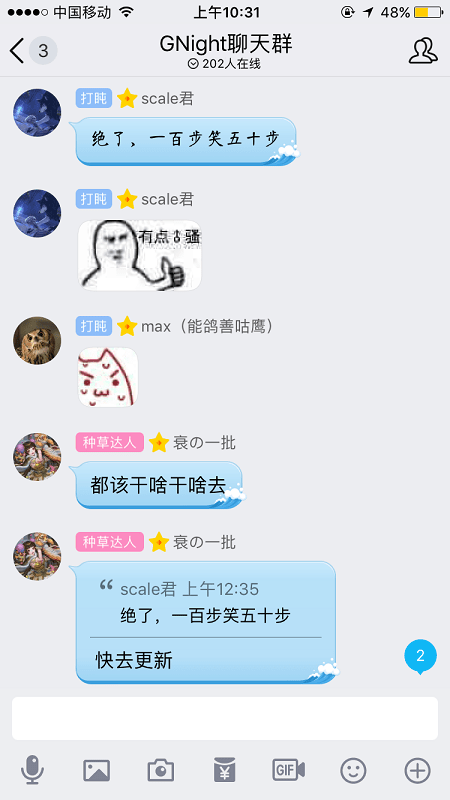 中国移动
上午10:31
48%
3
GNight聊天群
202人在线
打盹
scale君
绝了，一百步笑五十步
打盹
scale君
有点骚
打盹
max（能鸽善咕鹰）
种草达人
衰の一批
都该干啥干啥去
种草达人
衰の一批
scale君 上午12:35
绝了，一百步笑五十步
快去更新
2
¥
GIF